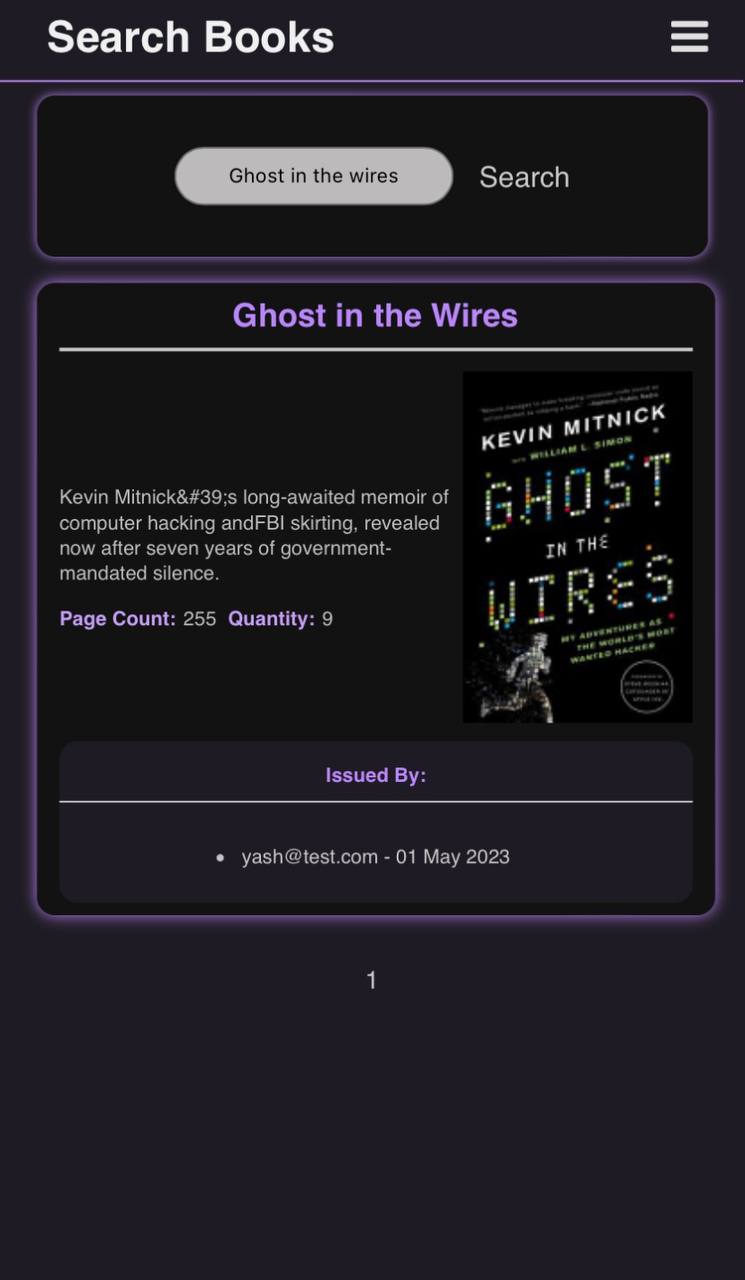 Search Books
Ghost in the wires
Search
Ghost in the Wires
Kevin Mitnick&#39;s long-awaited memoir of
computer hacking andFBI skirting, revealed
now after seven years of government-
mandated silence.
Page Count: 255 Quantity: 9
KEVIN MITNICK
WITH WILLIAM L. SIMON
GHOST
IN THE
WIRES
MY ADVENTURES AS
THE WORLD'S MOST
WANTED HACKER
Issued By:
yash@test.com - 01 May 2023
1